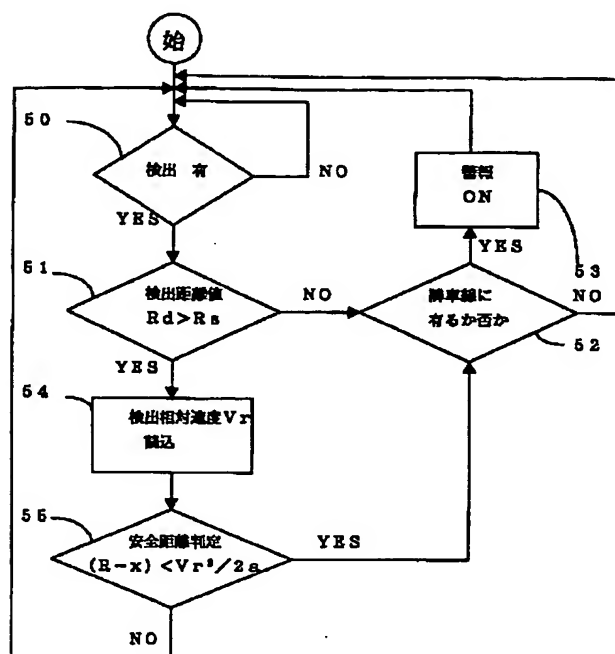 始
50
検出 有
NO
YES
警報
ON
53
51
検出距離値
Rd>Rs
NO
YES
隣車線に
有るか否か
NO
52
YES
54
検出相対速度Vr
読込
55
安全距離判定
(R-x)<Vr²/2a
YES
NO